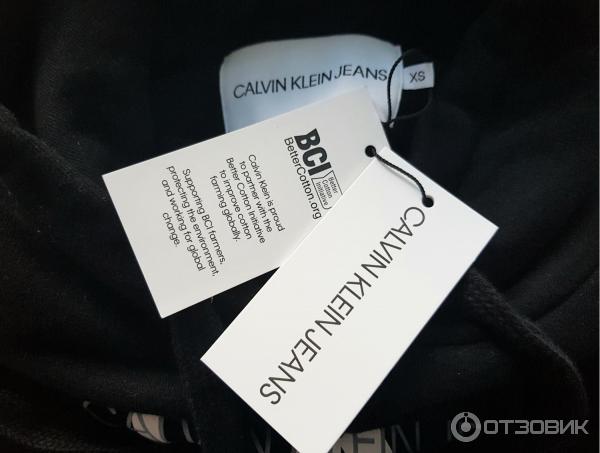 CALVIN KLEIN JEANS
XS
BCI
Better
Cotton
Initiative
BetterCotton.org
Calvin Klein is proud
to partner with the
Better Cotton Initiative
to improve cotton
farming globally.
Supporting BCI farmers,
protecting the environment,
and working for global
change.
CALVIN KLEIN JEANS
KLEIN
ОТЗОВИК